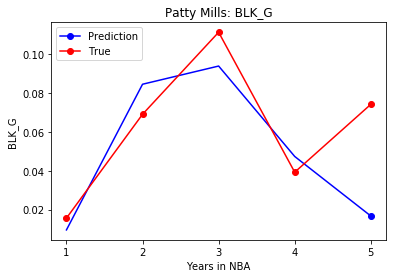 Patty Mills: BLK_G
Prediction
True
BLK_G
0.10
0.08
0.06
0.04
0.02
1 2 3 4 5
Years in NBA